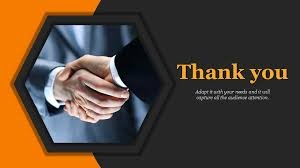 Thank you
Adapt it with your needs and it will
capture all the audience attention.